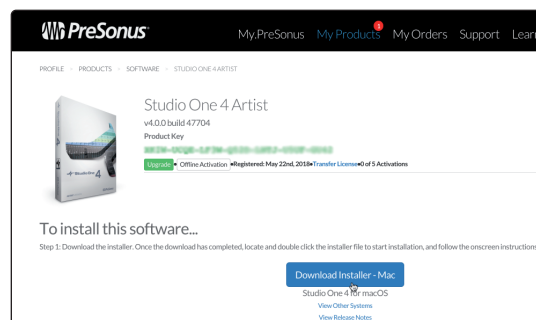 PreSonus®
My.PreSonus My Products 1 My Orders Support Learn
PROFILE PRODUCTS SOFTWARE STUDIO ONE 4 ARTIST
Studio One 4 Artist
v4.0.0 build 47704
Product Key
Upgrade • Offline Activation •Registered: May 22nd, 2018•Transfer License•0 of 5 Activations
To install this software...
Step 1: Download the installer. Once the download has completed, locate and double click the installer file to start installation, and follow the onscreen instructions
Download Installer - Mac
Studio One 4 for macOS
View Other Systems
View Release Notes